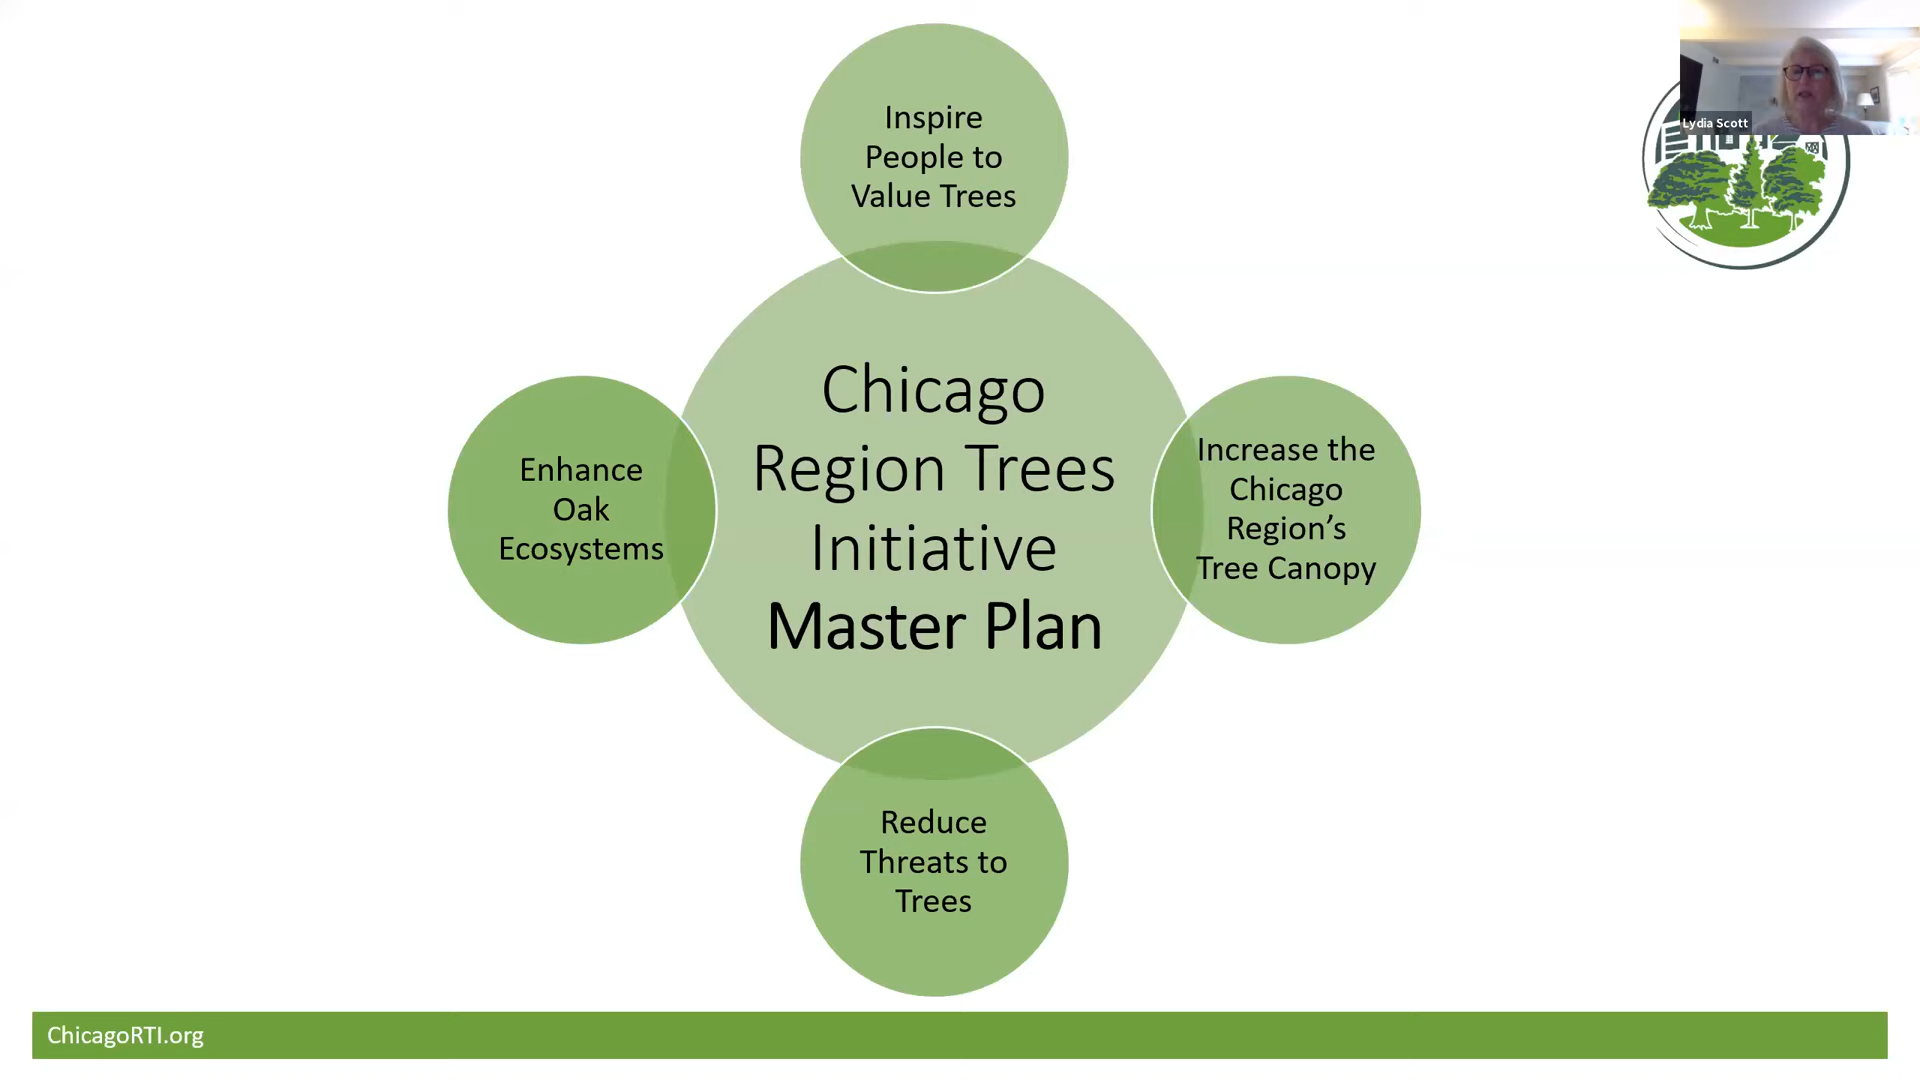 Inspire
People to
Value Trees
Lydia Scott
Chicago
Region Trees
Initiative
Master Plan
Enhance
Oak
Ecosystems
Increase the
Chicago
Region’s
Tree Canopy
Reduce
Threats to
Trees
ChicagoRTI.org